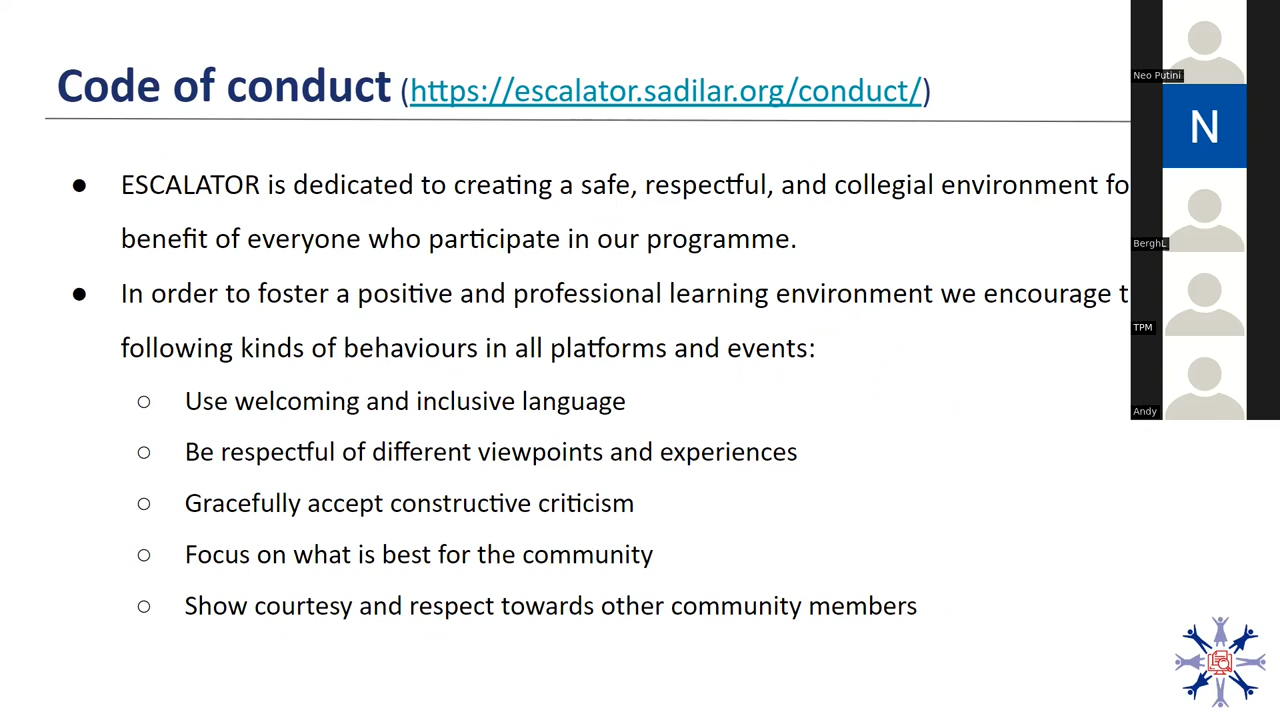 Code of conduct (https://escalator.sadilar.org/conduct/)
● ESCALATOR is dedicated to creating a safe, respectful, and collegial environment fo
benefit of everyone who participate in our programme.
● In order to foster a positive and professional learning environment we encourage t
following kinds of behaviours in all platforms and events:
○ Use welcoming and inclusive language
○ Be respectful of different viewpoints and experiences
○ Gracefully accept constructive criticism
○ Focus on what is best for the community
○ Show courtesy and respect towards other community members
Neo Putini
N
BerghL
TPM
Andy